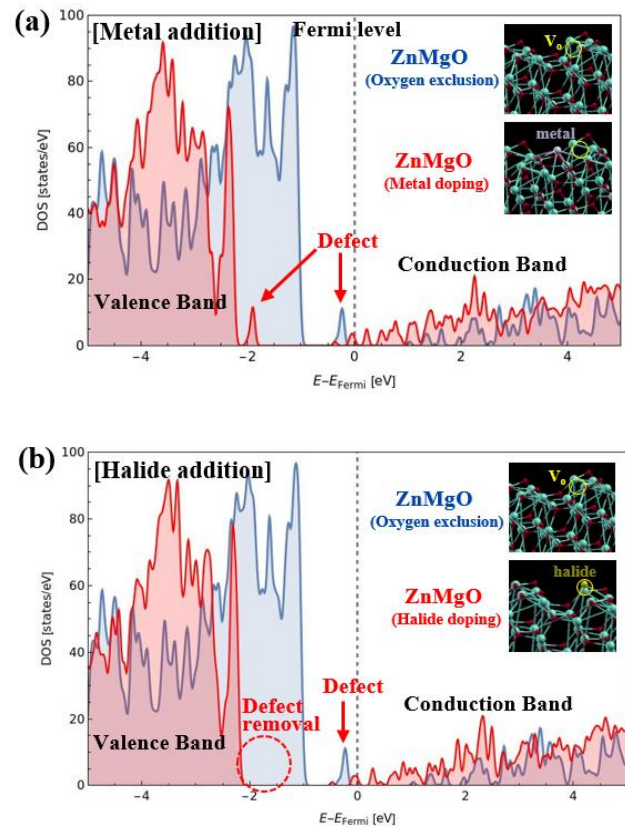 (a)
[Metal addition]
Fermi level
ZnMgO
(Oxygen exclusion)
Vo
metal
ZnMgO
(Metal doping)
Defect
Conduction Band
Valence Band
DOS [states/eV]
100
80
60
40
20
0
−4
−2
0
2
4
E−EFermi [eV]
(b)
[Halide addition]
ZnMgO
(Oxygen exclusion)
Vo
halide
ZnMgO
(Halide doping)
Defect
Defect
removal
Conduction Band
Valence Band
DOS [states/eV]
100
80
60
40
20
0
−4
−2
0
2
4
E−EFermi [eV]